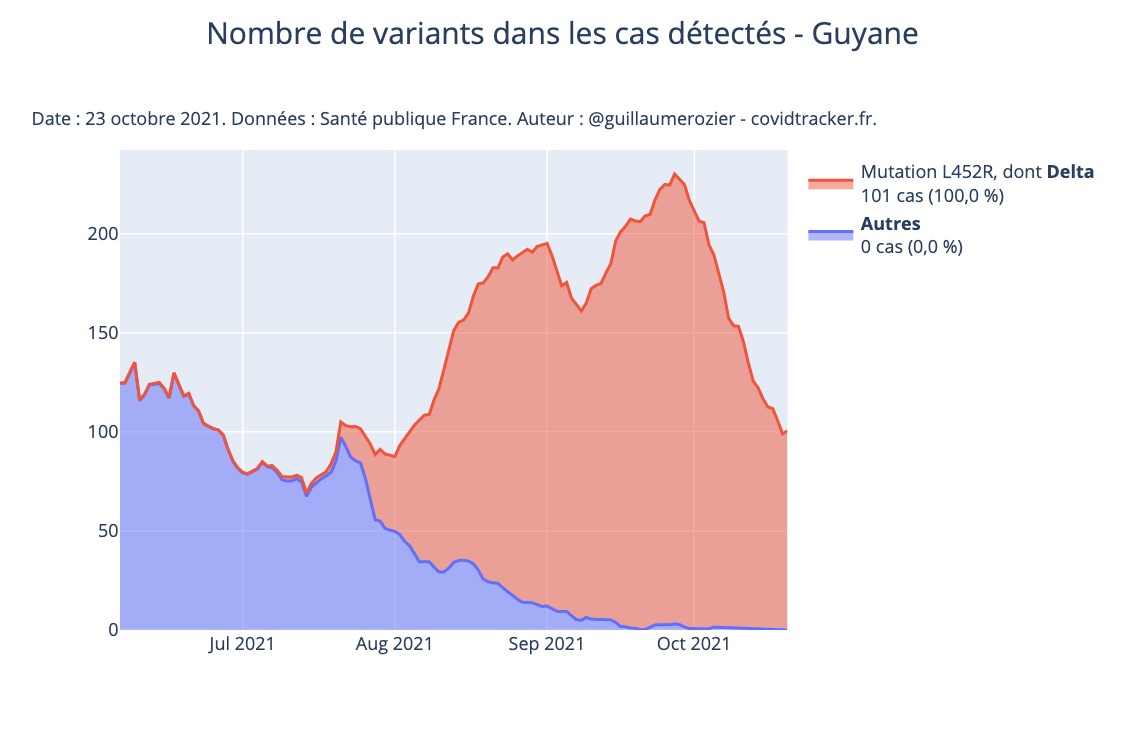 Nombre de variants dans les cas détectés - Guyane
Date : 23 octobre 2021. Données : Santé publique France. Auteur : @guillaumerozier - covidtracker.fr.
Mutation L452R, dont Delta
101 cas (100,0 %)
Autres
0 cas (0,0 %)
200
150
100
50
0
Jul 2021
Aug 2021
Sep 2021
Oct 2021